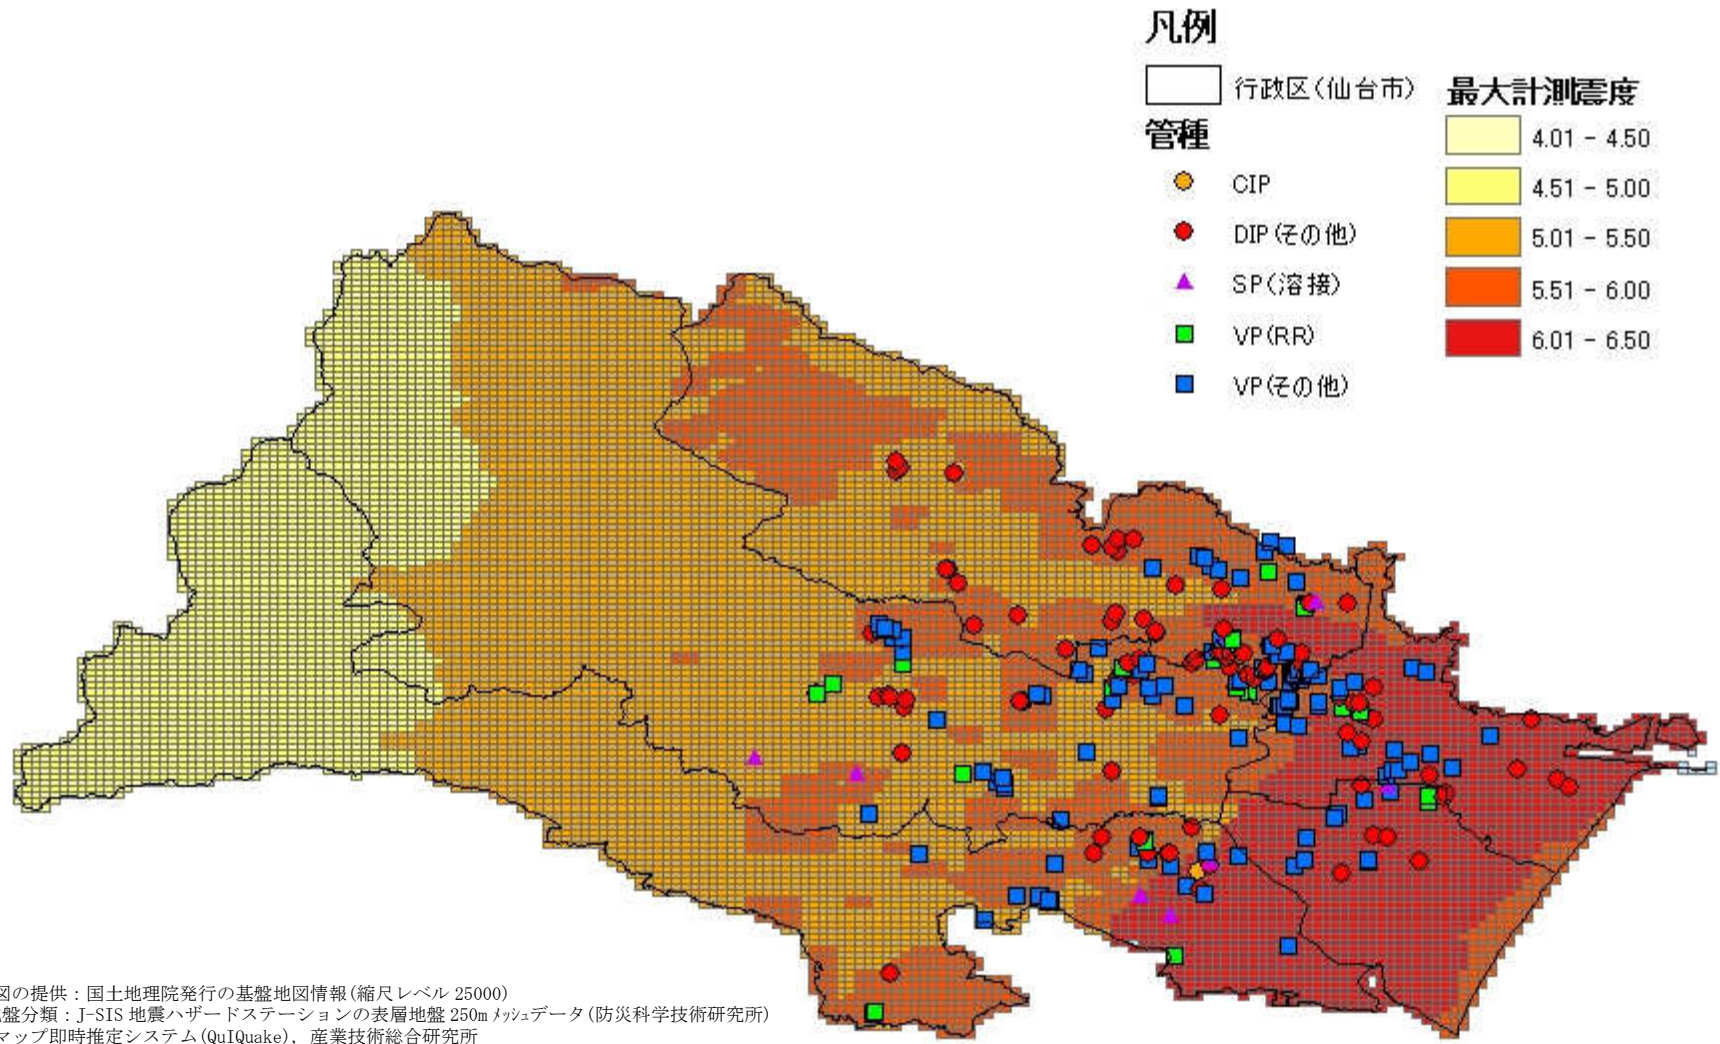 凡例
行政区(仙台市)
管種
CIP
DIP(その他)
SP(溶接)
VP(RR)
VP(その他)
最大計測震度
4.01 - 4.50
4.51 - 5.00
5.01 - 5.50
5.51 - 6.00
6.01 - 6.50
図の提供：国土地理院発行の基盤地図情報(縮尺レベル 25000)
盤分類：J-SIS 地震ハザードステーションの表層地盤 250m メッシュデータ(防災科学技術研究所)
マップ即時推定システム(QuIQuake)，産業技術総合研究所